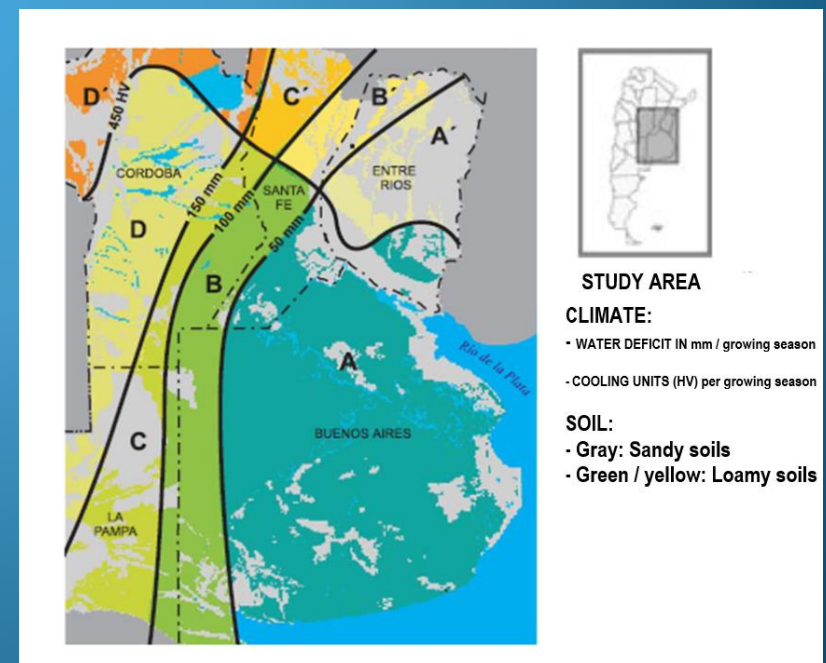 D´
450 HV
C´
B´
A´
CORDOBA
150 mm
ENTRE
RIOS
SANTA
FE
100 mm
D
50 mm
B
Río de la Plata
A
BUENOS AIRES
C
LA
PAMPA
STUDY AREA
CLIMATE:
- WATER DEFICIT IN mm / growing season
- COOLING UNITS (HV) per growing season
SOIL:
- Gray: Sandy soils
- Green / yellow: Loamy soils